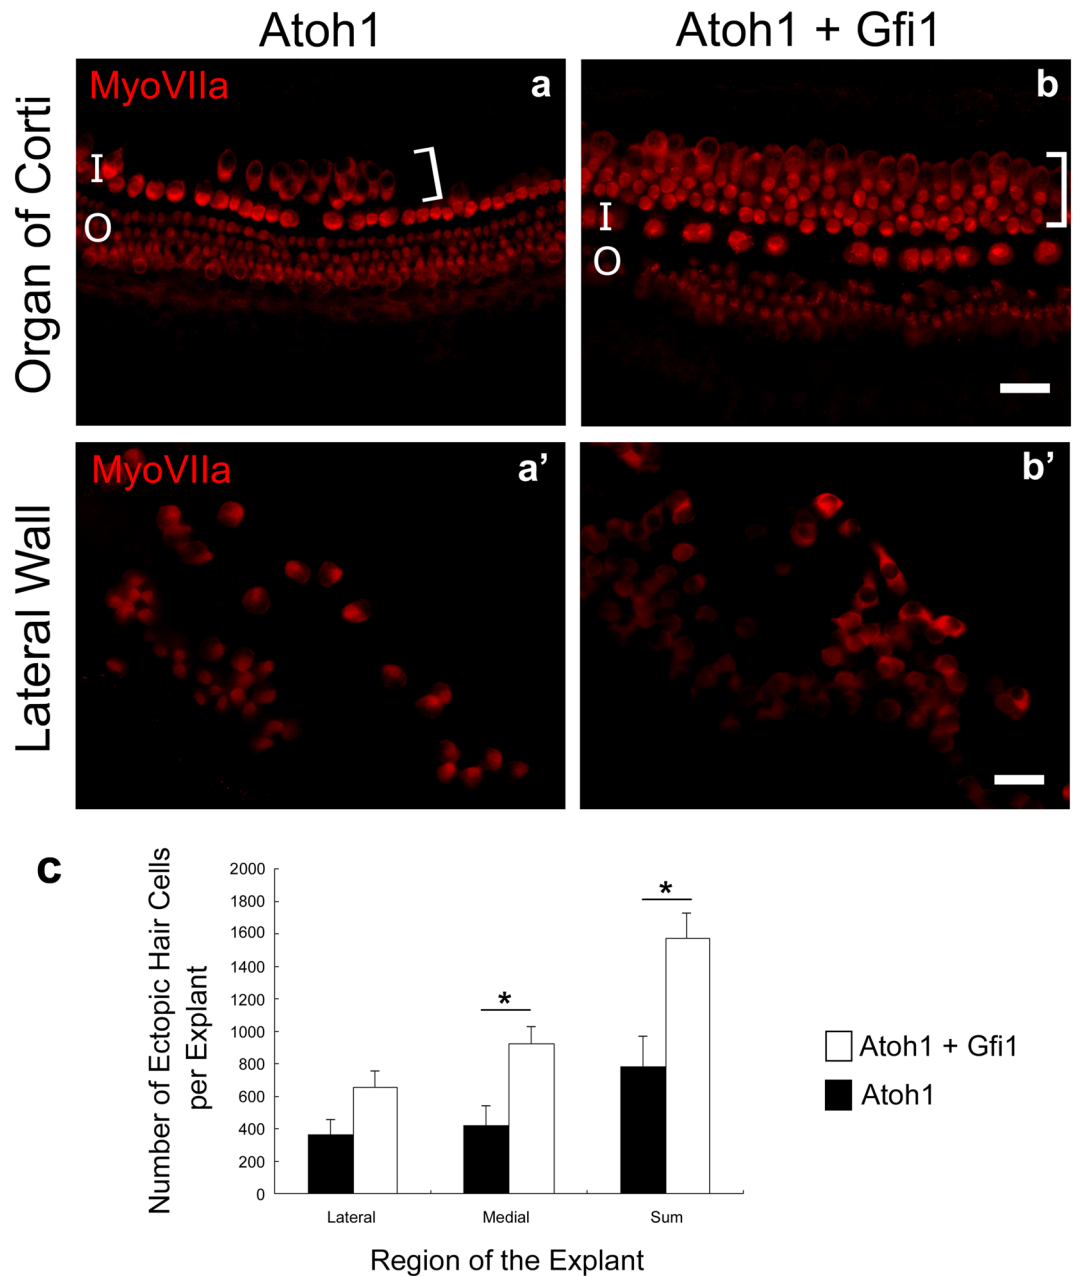 Atoh1
Atoh1 + Gfi1
Organ of Corti
MyoVIIa
a
I
O
b
I
O
Lateral Wall
MyoVIIa
a’
b’
c
Number of Ectopic Hair Cells
per Explant
2000
1800
1600
1400
1200
1000
800
600
400
200
0
*
*
Lateral
Medial
Sum
Region of the Explant
Atoh1 + Gfi1
Atoh1